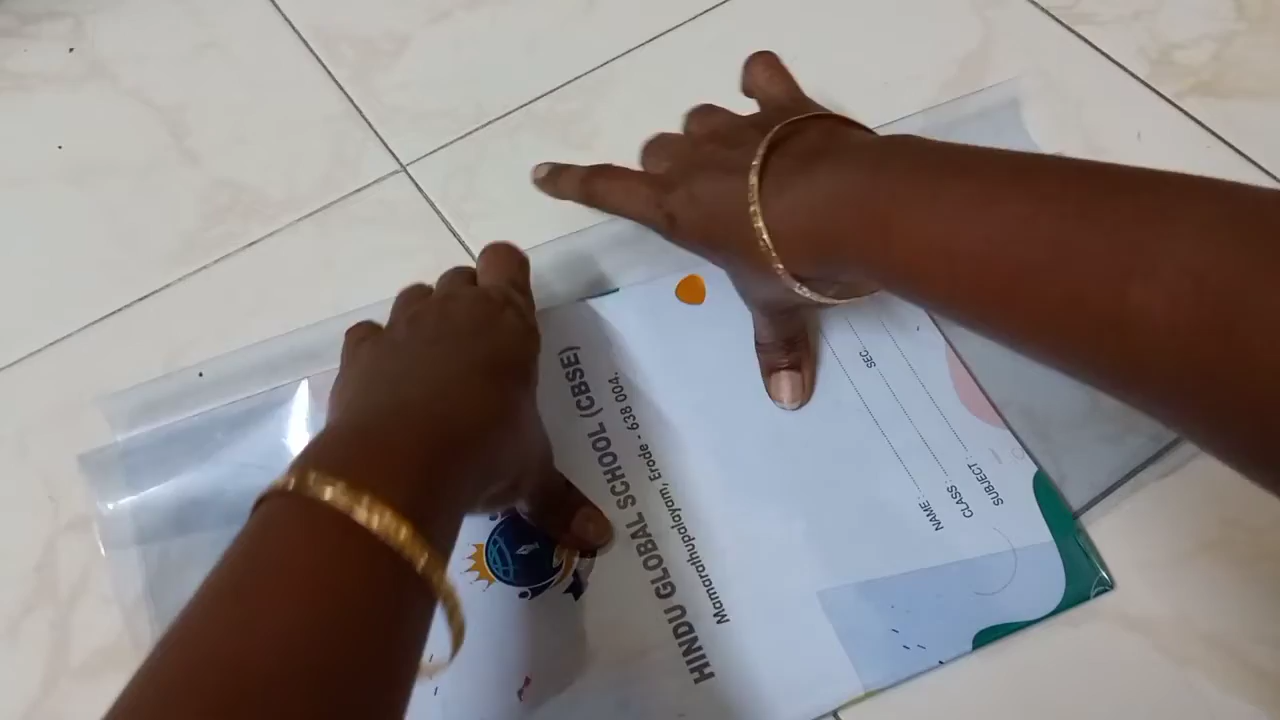 HINDU GLOBAL SCHOOL (CBSE)
Mamarathupalayam, Erode - 638 004.
NAME:
CLASS: SEC.
SUBJECT: